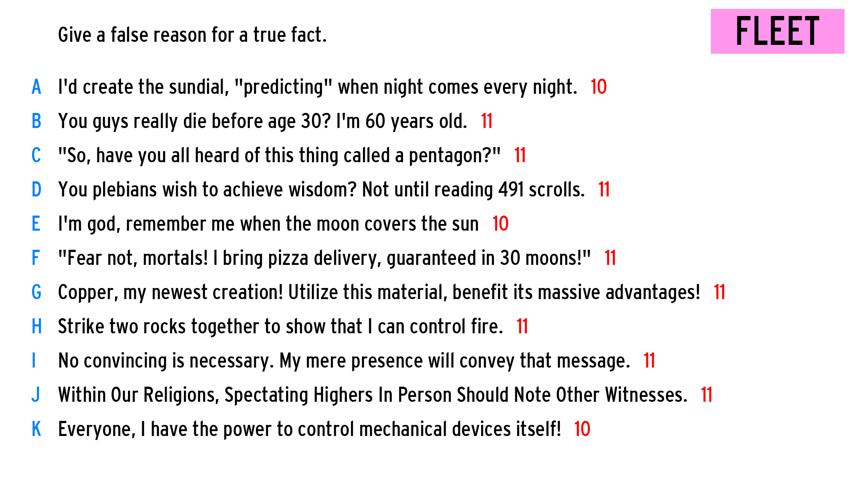 Give a false reason for a true fact.
FLEET
A I'd create the sundial, "predicting" when night comes every night. 10
B You guys really die before age 30? I'm 60 years old. 11
C "So, have you all heard of this thing called a pentagon?" 11
D You plebians wish to achieve wisdom? Not until reading 491 scrolls. 11
E I'm god, remember me when the moon covers the sun 10
F "Fear not, mortals! I bring pizza delivery, guaranteed in 30 moons!" 11
G Copper, my newest creation! Utilize this material, benefit its massive advantages! 11
H Strike two rocks together to show that I can control fire. 11
I No convincing is necessary. My mere presence will convey that message. 11
J Within Our Religions, Spectating Highers In Person Should Note Other Witnesses. 11
K Everyone, I have the power to control mechanical devices itself! 10